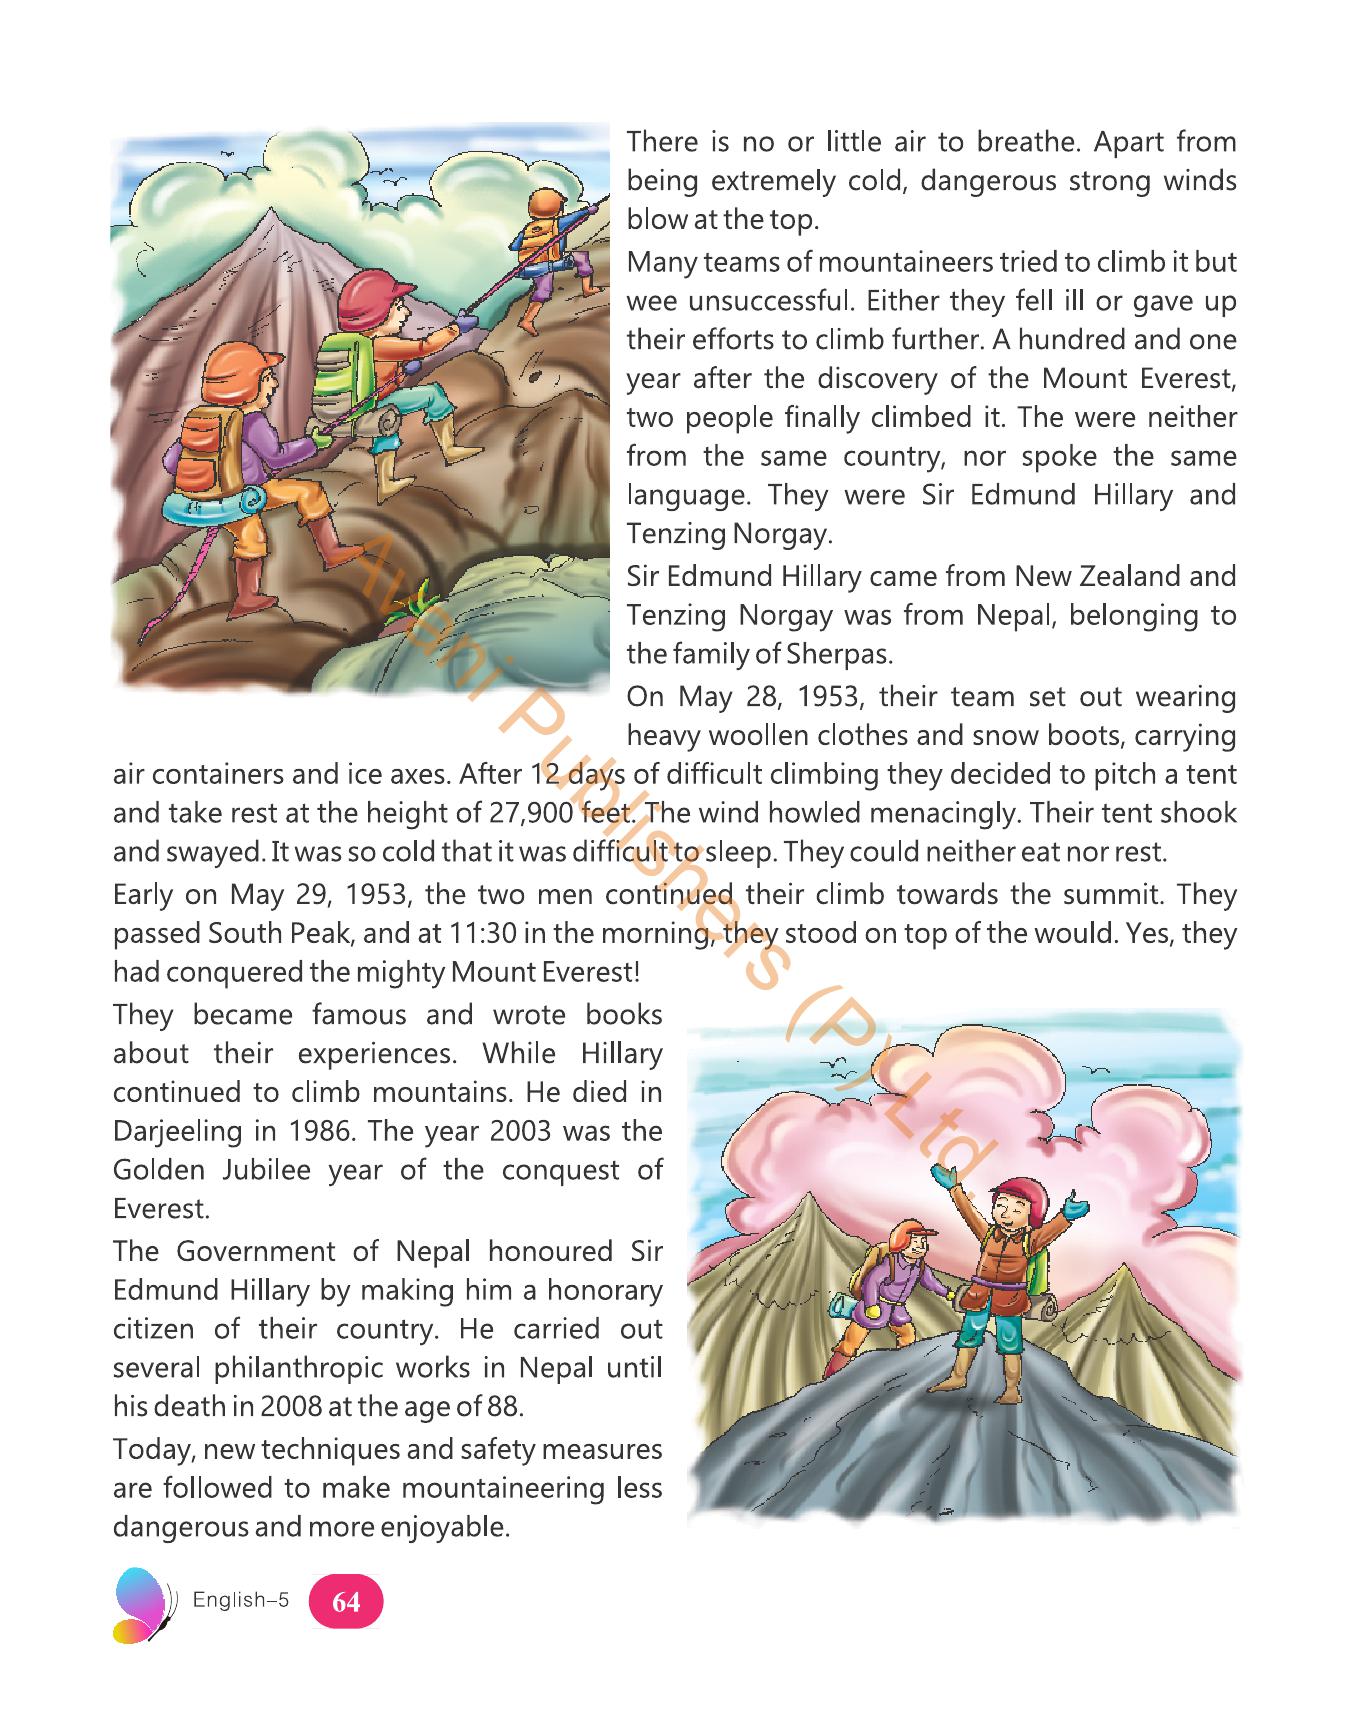 There is no or little air to breathe. Apart from
being extremely cold, dangerous strong winds
blow at the top.
Many teams of mountaineers tried to climb it but
wee unsuccessful. Either they fell ill or gave up
their efforts to climb further. A hundred and one
year after the discovery of the Mount Everest,
two people finally climbed it. The were neither
from the same country, nor spoke the same
language. They were Sir Edmund Hillary and
Tenzing Norgay.
Sir Edmund Hillary came from New Zealand and
Tenzing Norgay was from Nepal, belonging to
the family of Sherpas.
On May 28, 1953, their team set out wearing
heavy woollen clothes and snow boots, carrying
air containers and ice axes. After 12 days of difficult climbing they decided to pitch a tent
and take rest at the height of 27,900 feet. The wind howled menacingly. Their tent shook
and swayed. It was so cold that it was difficult to sleep. They could neither eat nor rest.
Early on May 29, 1953, the two men continued their climb towards the summit. They
passed South Peak, and at 11:30 in the morning, they stood on top of the would. Yes, they
had conquered the mighty Mount Everest!
They became famous and wrote books
about their experiences. While Hillary
continued to climb mountains. He died in
Darjeeling in 1986. The year 2003 was the
Golden Jubilee year of the conquest of
Everest.
The Government of Nepal honoured Sir
Edmund Hillary by making him a honorary
citizen of their country. He carried out
several philanthropic works in Nepal until
his death in 2008 at the age of 88.
Today, new techniques and safety measures
are followed to make mountaineering less
dangerous and more enjoyable.
English–5 64
Avani Publishers (P) Ltd.